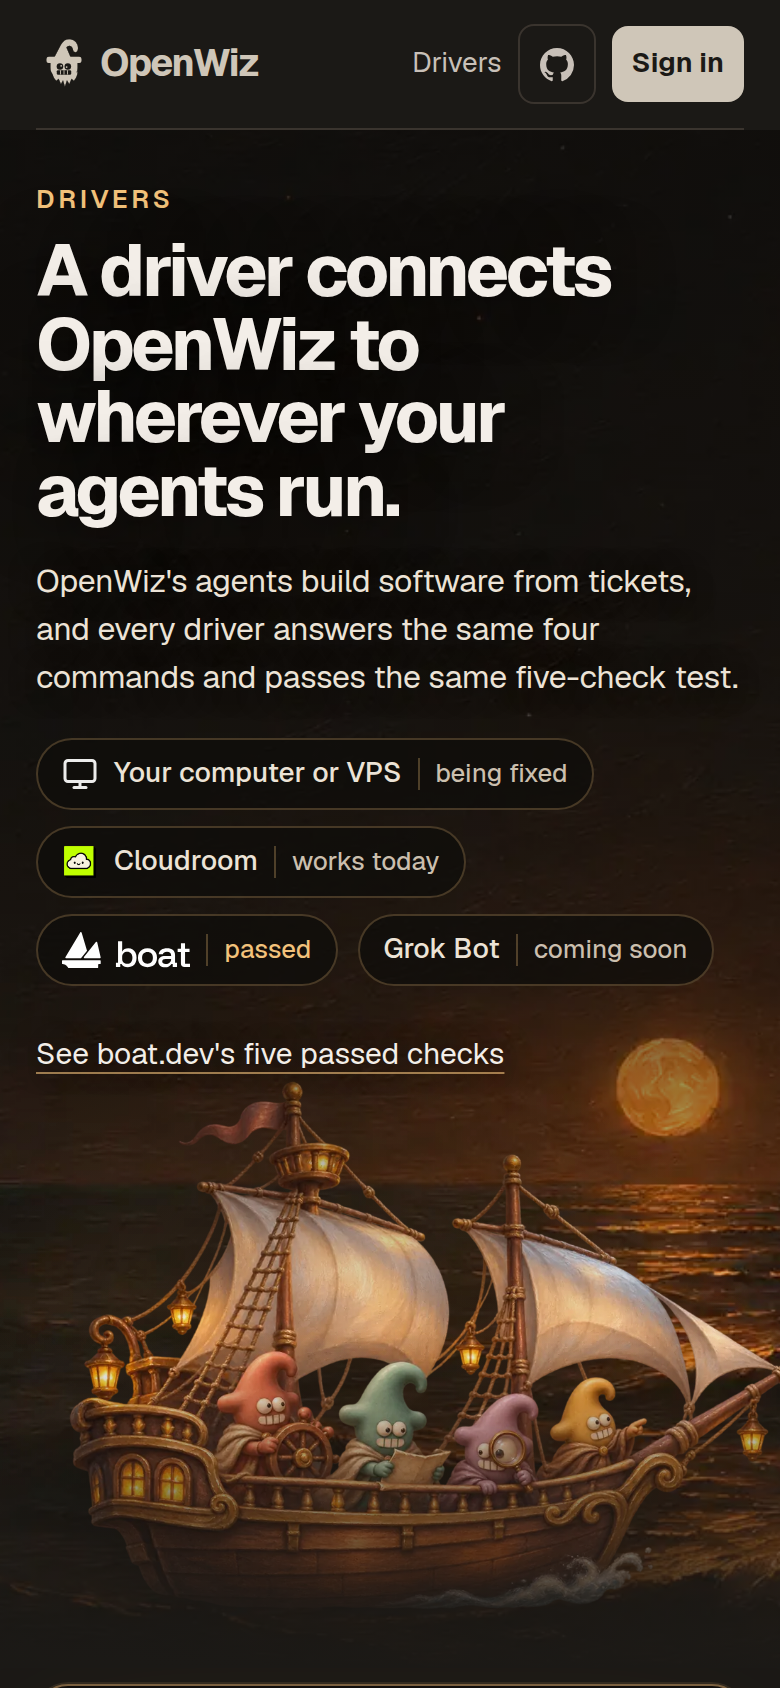 OpenWiz
Drivers
Sign in
DRIVERS
A driver connects
OpenWiz to
wherever your
agents run.
OpenWiz's agents build software from tickets,
and every driver answers the same four
commands and passes the same five-check test.
Your computer or VPS | being fixed
Cloudroom | works today
boat | passed
Grok Bot | coming soon
See boat.dev's five passed checks